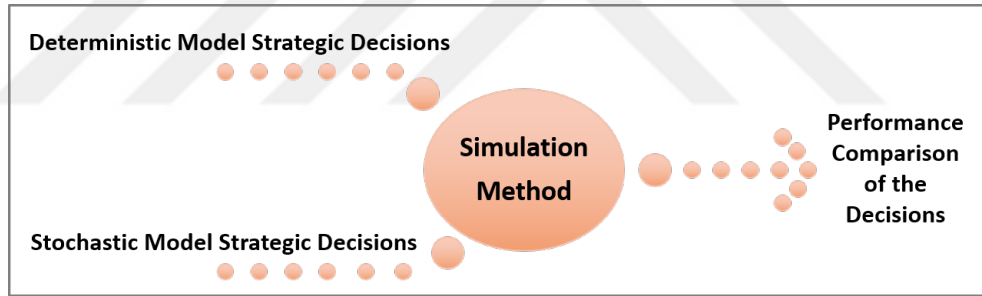 Deterministic Model Strategic Decisions
Simulation
Method
Performance
Comparison
of the
Decisions
Stochastic Model Strategic Decisions